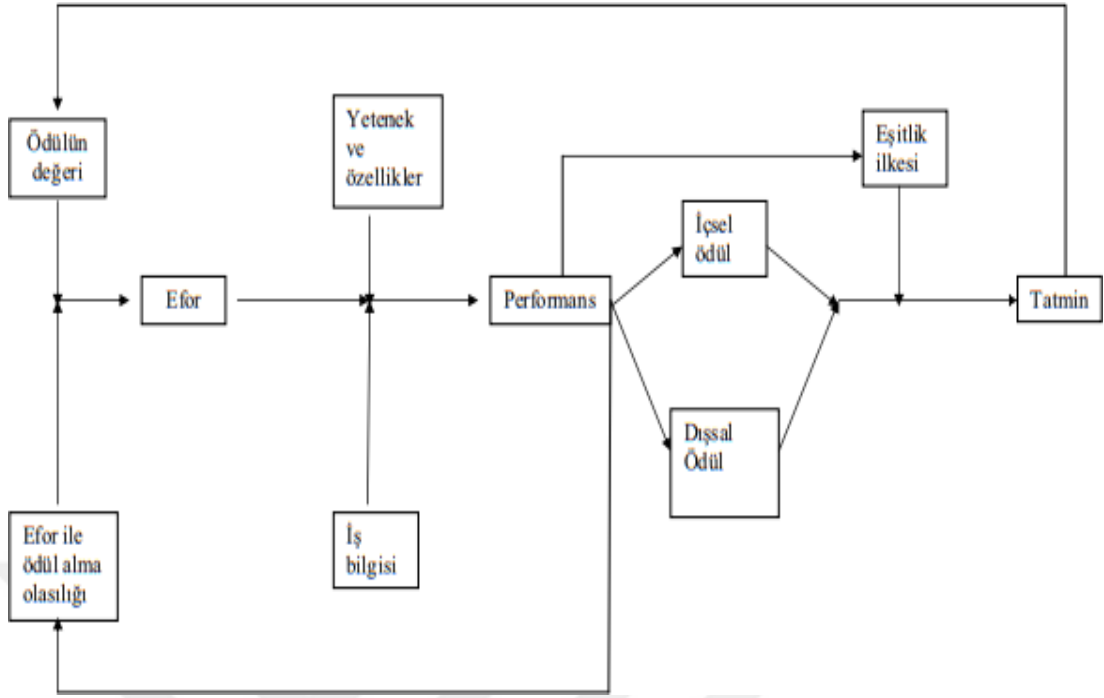 Ödülün
değeri
Yetenek
ve
özellikler
Eşitlik
ilkesi
İçsel
ödül
Efor
Performans
Tatmin
Dışsal
Ödül
Efor ile
ödül alma
olasılığı
İş
bilgisi